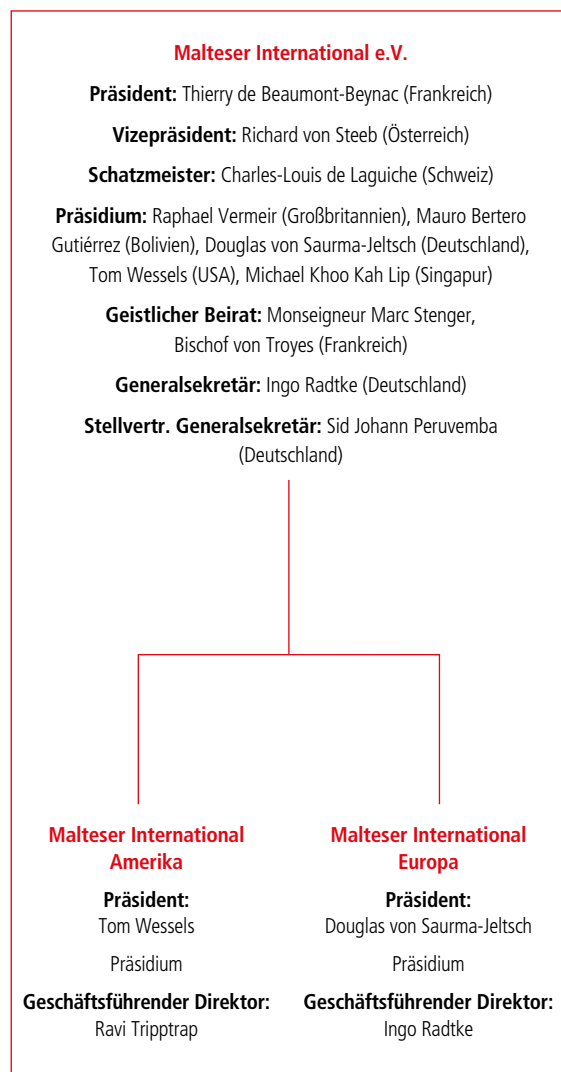 Malteser International e.V.
Präsident: Thierry de Beaumont-Beynac (Frankreich)
Vizepräsident: Richard von Steeb (Österreich)
Schatzmeister: Charles-Louis de Laguiche (Schweiz)
Präsidium: Raphael Vermeir (Großbritannien), Mauro Bertero
Gutiérrez (Bolivien), Douglas von Saurma-Jeltsch (Deutschland),
Tom Wessels (USA), Michael Khoo Kah Lip (Singapur)
Geistlicher Beirat: Monseigneur Marc Stenger,
Bischof von Troyes (Frankreich)
Generalsekretär: Ingo Radtke (Deutschland)
Stellvertr. Generalsekretär: Sid Johann Peruvemba
(Deutschland)
Malteser International
Amerika
Präsident:
Tom Wessels
Präsidium
Geschäftsführender Direktor:
Ravi Tripptrap
Malteser International
Europa
Präsident:
Douglas von Saurma-Jeltsch
Präsidium
Geschäftsführender Direktor:
Ingo Radtke